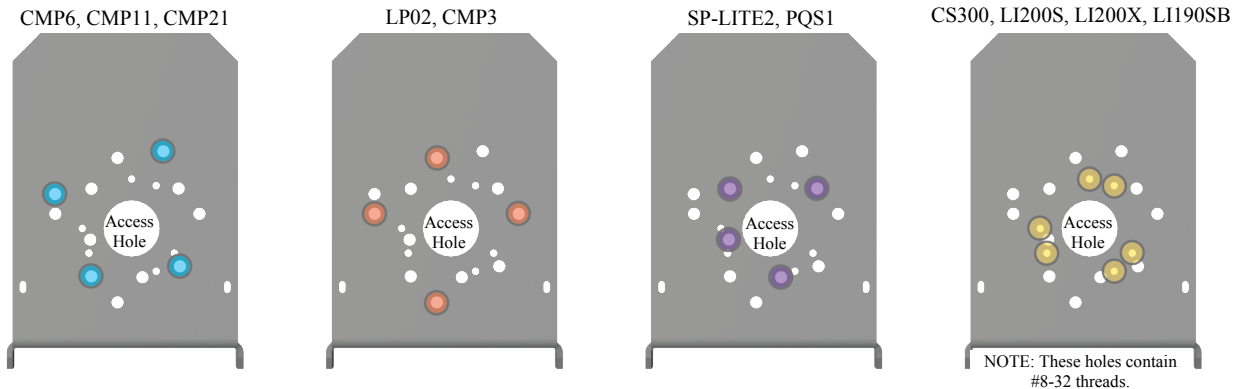 CMP6, CMP11, CMP21
LP02, CMP3
SP-LITE2, PQS1
CS300, LI200S, LI200X, LI190SB
Access
Hole
Access
Hole
Access
Hole
Access
Hole
NOTE: These holes contain
#8-32 threads.